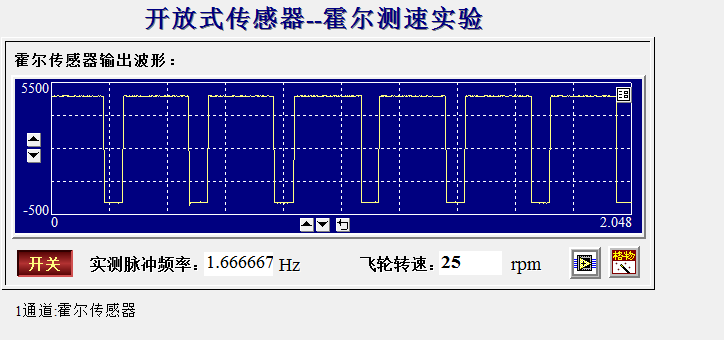 开放式传感器--霍尔测速实验
霍尔传感器输出波形：
5500
-500
0 2.048
开关 实测脉冲频率：1.666667 Hz 飞轮转速：25 rpm 格物
1通道:霍尔传感器